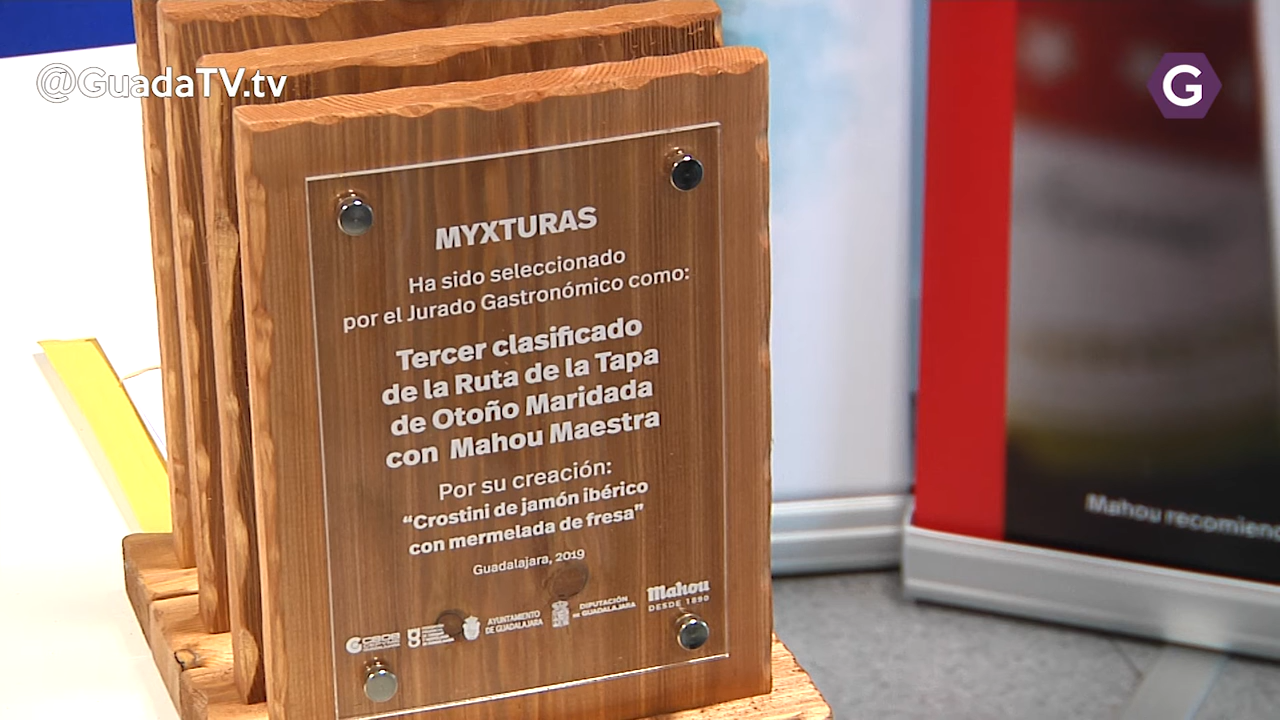 @GuadaTV.tv
G
MYXTURAS
Ha sido seleccionado
por el Jurado Gastronómico como:
Tercer clasificado
de la Ruta de la Tapa
de Otoño Maridada
con Mahou Maestra
Por su creación:
“Crostini de jamón ibérico
con mermelada de fresa”
Guadalajara, 2019
AYUNTAMIENTO
DE GUADALAJARA
DIPUTACIÓN
DE GUADALAJARA
Mahou
DESDE 1890
Mahou recomien